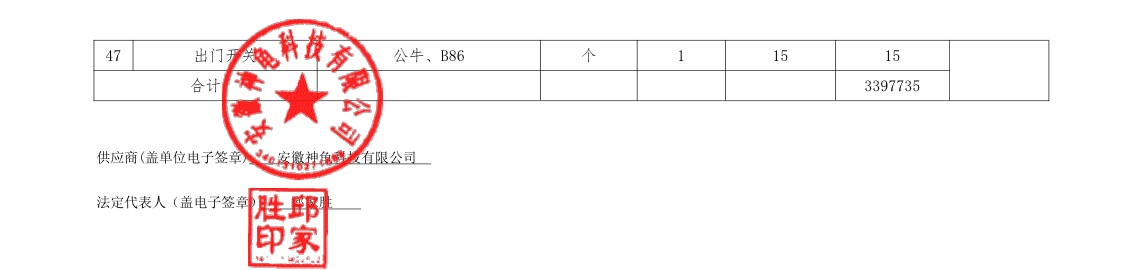 47 出门开关 公牛、B86 个 1 15 15
合计 3397735
供应商(盖单位电子签章) 安徽神龟科技有限公司
法定代表人（盖电子签章） 邱家胜
安徽神龟科技有限公司
邱家胜印